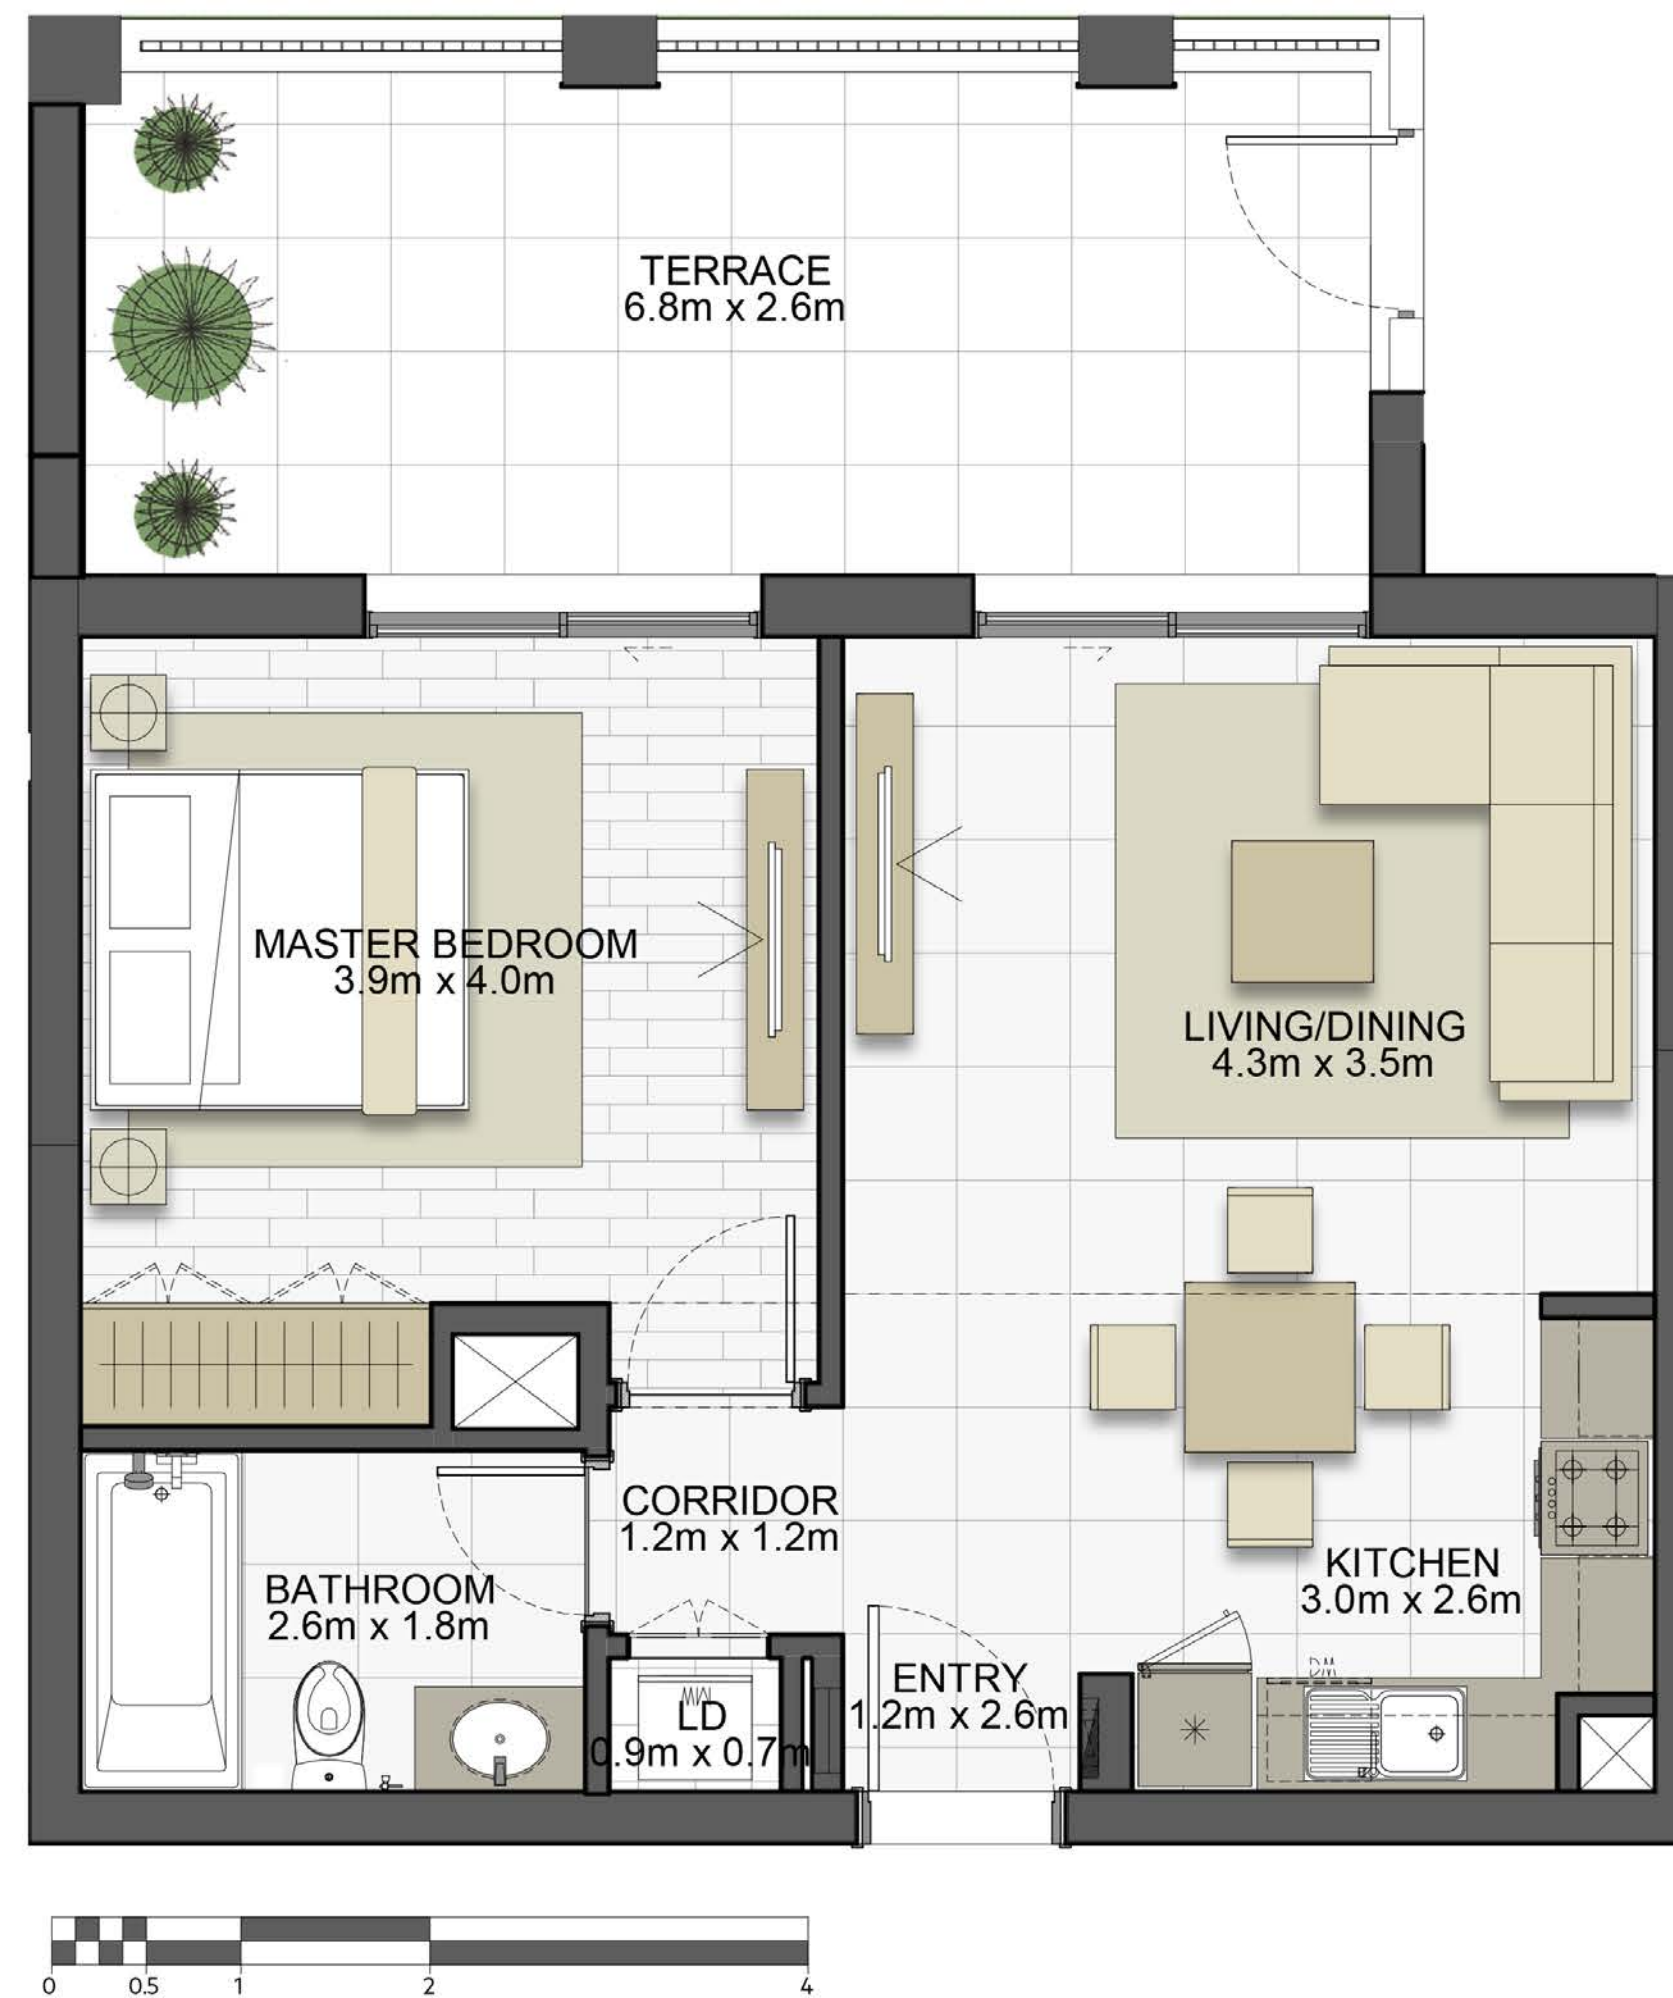 TERRACE
6.8m x 2.6m
MASTER BEDROOM
3.9m x 4.0m
LIVING/DINING
4.3m x 3.5m
CORRIDOR
1.2m x 1.2m
BATHROOM
2.6m x 1.8m
KITCHEN
3.0m x 2.6m
DW
ENTRY
1.2m x 2.6m
WM
LD
0.9m x 0.7m
0 0.5 1 2 4